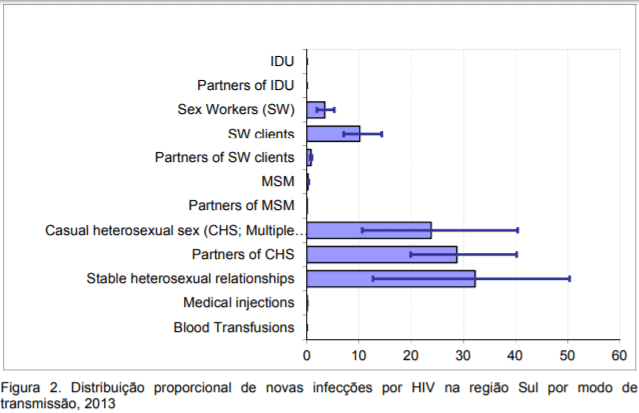 IDU
Partners of IDU
Sex Workers (SW)
SW clients
Partners of SW clients
MSM
Partners of MSM
Casual heterosexual sex (CHS; Multiple…
Partners of CHS
Stable heterosexual relationships
Medical injections
Blood Transfusions
0 10 20 30 40 50 60
Figura 2. Distribuição proporcional de novas infecções por HIV na região Sul por modo de
transmissão, 2013